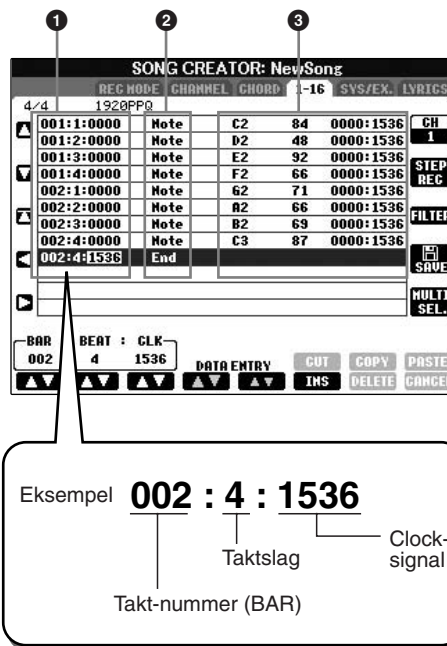 1 2 3
SONG CREATOR: NewSong
REC MODE CHANNEL CHORD 1-16 SYS/EX. LYRICS
4/4 1920PPQ
001:1:0000 Note C2 84 0000:1536 CH 1
001:2:0000 Note D2 48 0000:1536
001:3:0000 Note E2 92 0000:1536 STEP
001:4:0000 Note F2 66 0000:1536 REC
002:1:0000 Note G2 71 0000:1536
002:2:0000 Note A2 66 0000:1536 FILTER
002:3:0000 Note B2 69 0000:1536
002:4:0000 Note C3 87 0000:1536
002:4:1536 End SAVE
MULTI
SEL.
BAR BEAT : CLK
002 4 1536 DATA ENTRY CUT COPY PASTE
INS DELETE CANCEL
Eksempel 002 : 4 : 1536
Clock-
Taktslag signal
Takt-nummer (BAR)